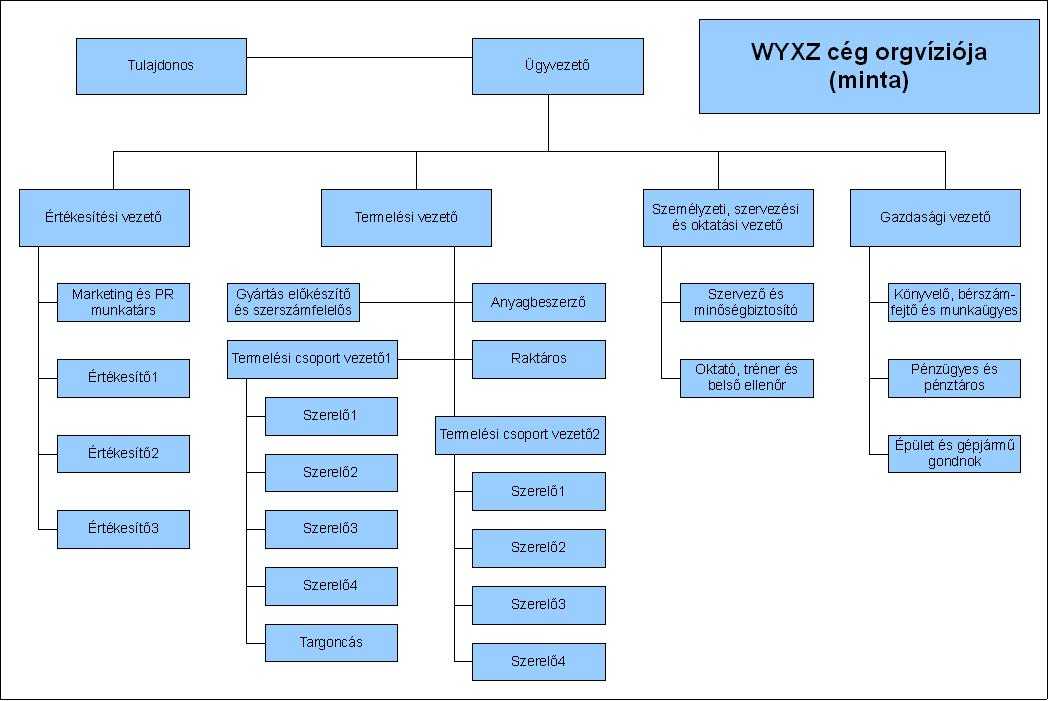 WYXZ cég orgvíziója
(minta)
Tulajdonos
Ügyvezető
Értékesítési vezető
Marketing és PR
munkatárs
Értékesítő1
Értékesítő2
Értékesítő3
Termelési vezető
Gyártás előkészítő
és szerszámfelelős
Anyagbeszerző
Termelési csoport vezető1
Raktáros
Szerelő1
Szerelő2
Szerelő3
Szerelő4
Targoncás
Termelési csoport vezető2
Szerelő1
Szerelő2
Szerelő3
Szerelő4
Személyzeti, szervezési
és oktatási vezető
Szervező és
minőségbiztosító
Oktató, tréner és
belső ellenőr
Gazdasági vezető
Könyvelő, bérszám-
fejtő és munkaügyes
Pénzügyes és
pénztáros
Épület és gépjármű
gondnok